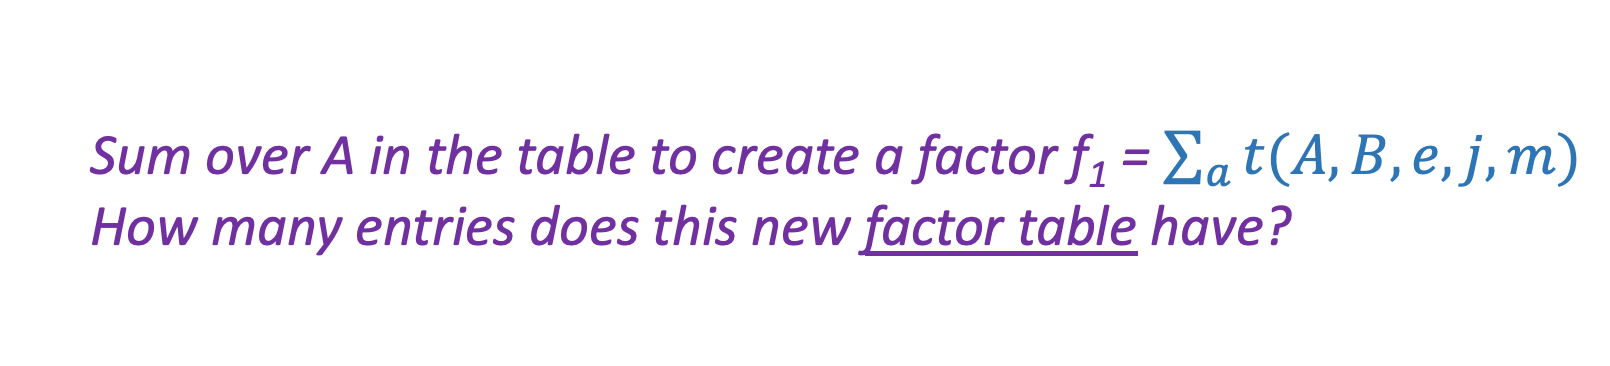 Sum over A in the table to create a factor f₁ = ∑ₐ t(A, B, e, j, m)
How many entries does this new factor table have?